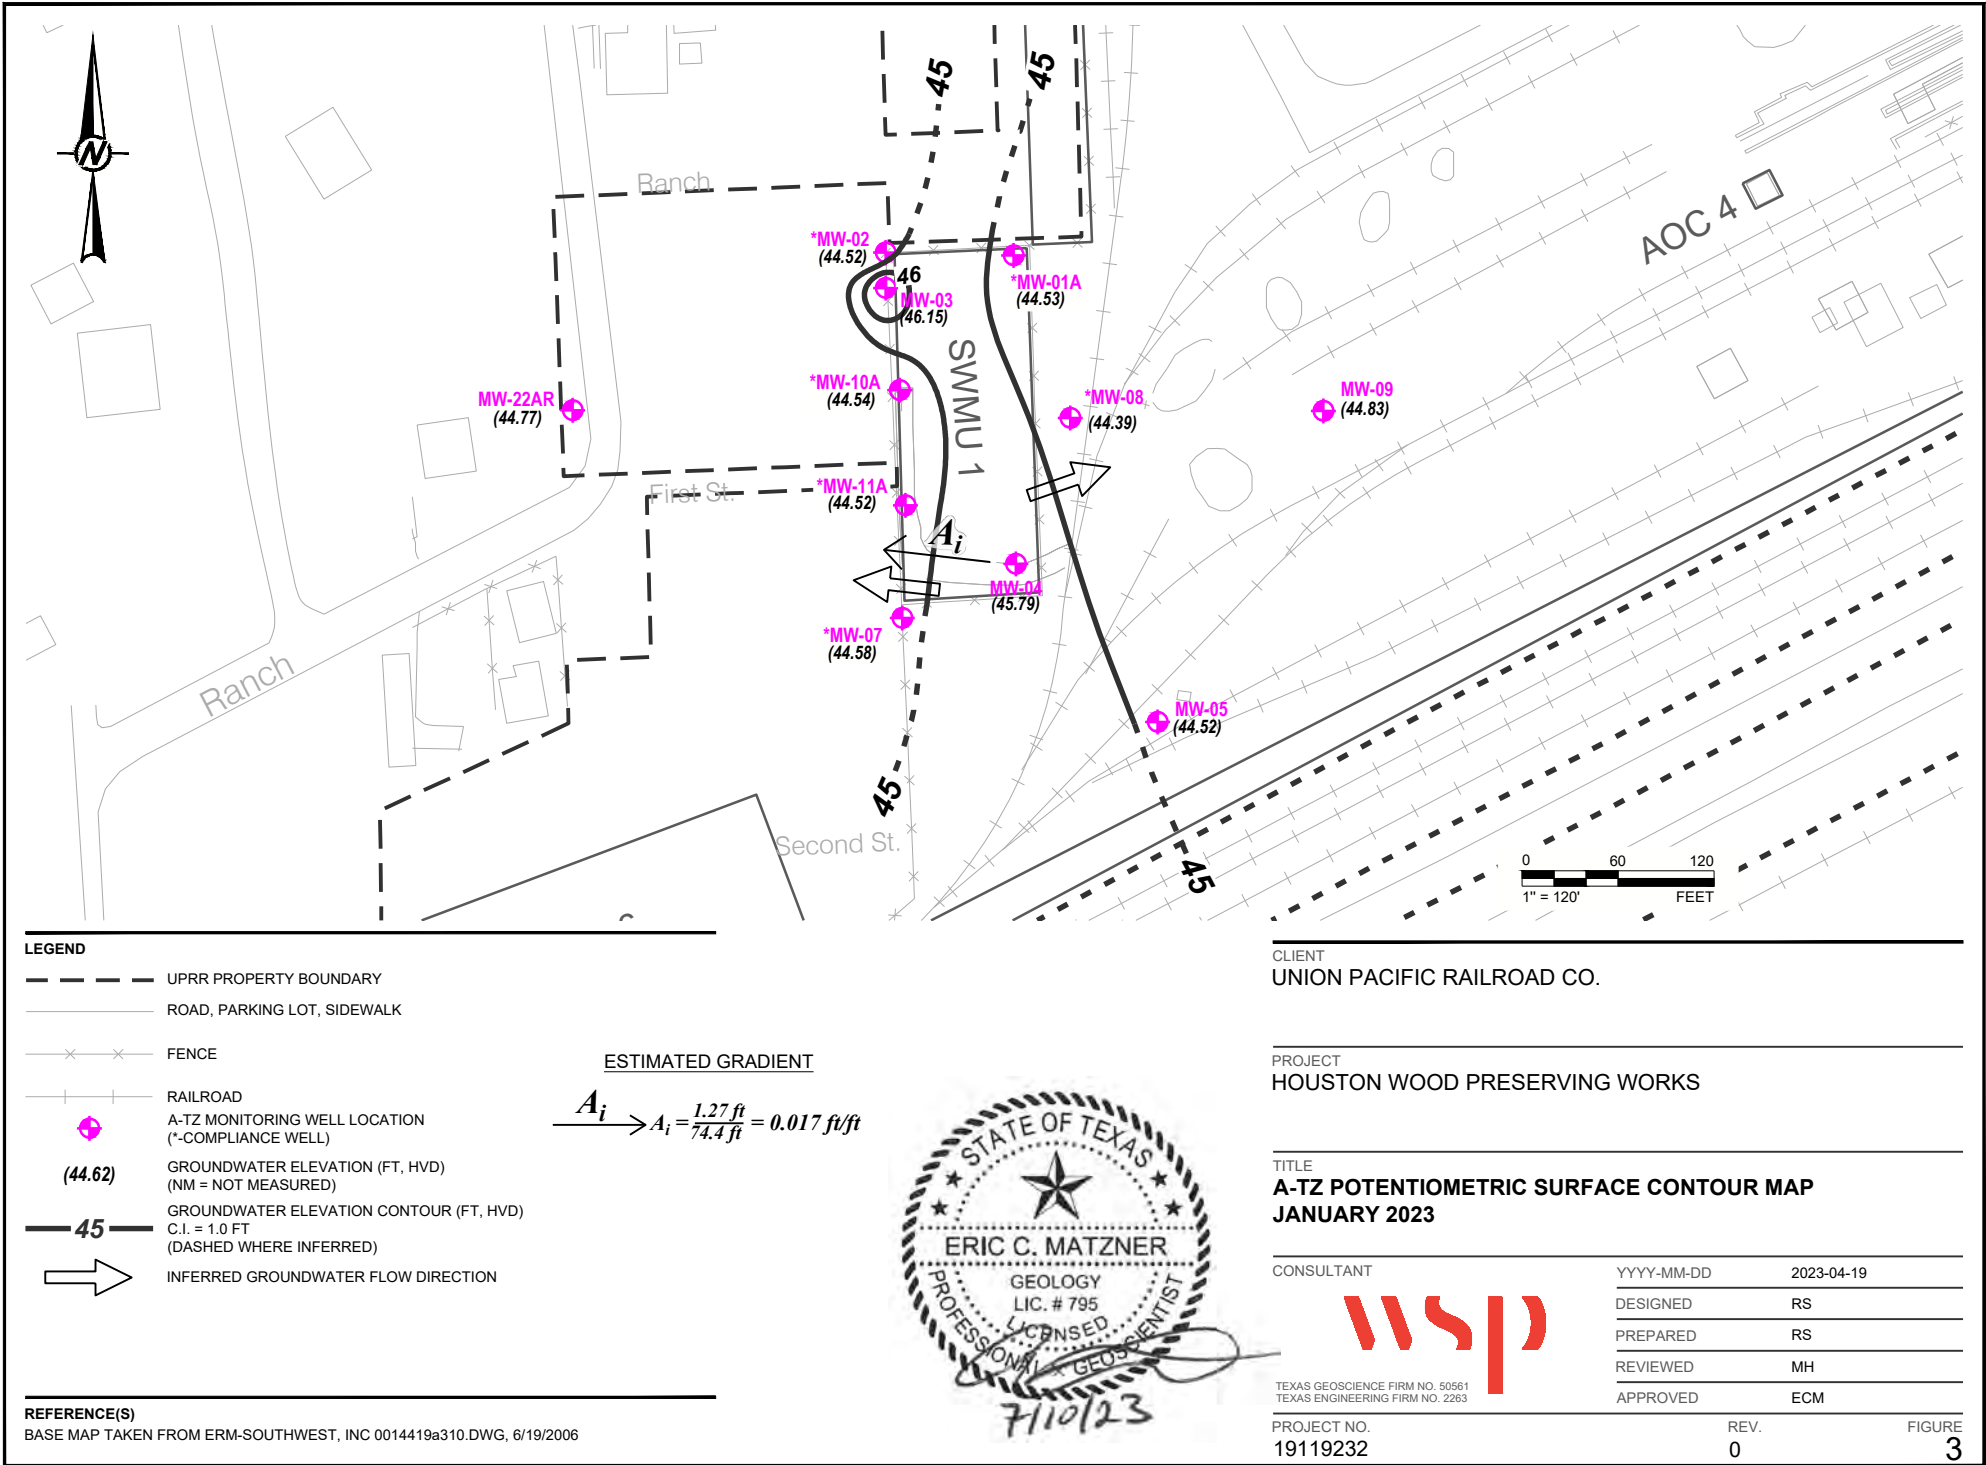 45
45
N
Ranch
AOC 4
*MW-02
(44.52)
46
MW-03
(46.15)
*MW-01A
(44.53)
SWMU 1
*MW-10A
(44.54)
MW-22AR
(44.77)
*MW-08
(44.39)
MW-09
(44.83)
First St.
*MW-11A
(44.52)
Ai
MW-04
(45.79)
*MW-07
(44.58)
Ranch
MW-05
(44.52)
45
Second St.
45
0 60 120
1" = 120' FEET
LEGEND
UPRR PROPERTY BOUNDARY
ROAD, PARKING LOT, SIDEWALK
FENCE
RAILROAD
A-TZ MONITORING WELL LOCATION
(*-COMPLIANCE WELL)
(44.62) GROUNDWATER ELEVATION (FT, HVD)
(NM = NOT MEASURED)
45 GROUNDWATER ELEVATION CONTOUR (FT, HVD)
C.I. = 1.0 FT
(DASHED WHERE INFERRED)
INFERRED GROUNDWATER FLOW DIRECTION
ESTIMATED GRADIENT
Ai
Ai = 1.27 ft / 74.4 ft = 0.017 ft/ft
STATE OF TEXAS
ERIC C. MATZNER
GEOLOGY
LIC. # 795
LICENSED
PROFESSIONAL GEOSCIENTIST
7/10/23
REFERENCE(S)
BASE MAP TAKEN FROM ERM-SOUTHWEST, INC 0014419a310.DWG, 6/19/2006
CLIENT
UNION PACIFIC RAILROAD CO.
PROJECT
HOUSTON WOOD PRESERVING WORKS
TITLE
A-TZ POTENTIOMETRIC SURFACE CONTOUR MAP
JANUARY 2023
CONSULTANT
wsp
TEXAS GEOSCIENCE FIRM NO. 50561
TEXAS ENGINEERING FIRM NO. 2263
YYYY-MM-DD 2023-04-19
DESIGNED RS
PREPARED RS
REVIEWED MH
APPROVED ECM
PROJECT NO.
19119232
REV.
0
FIGURE
3